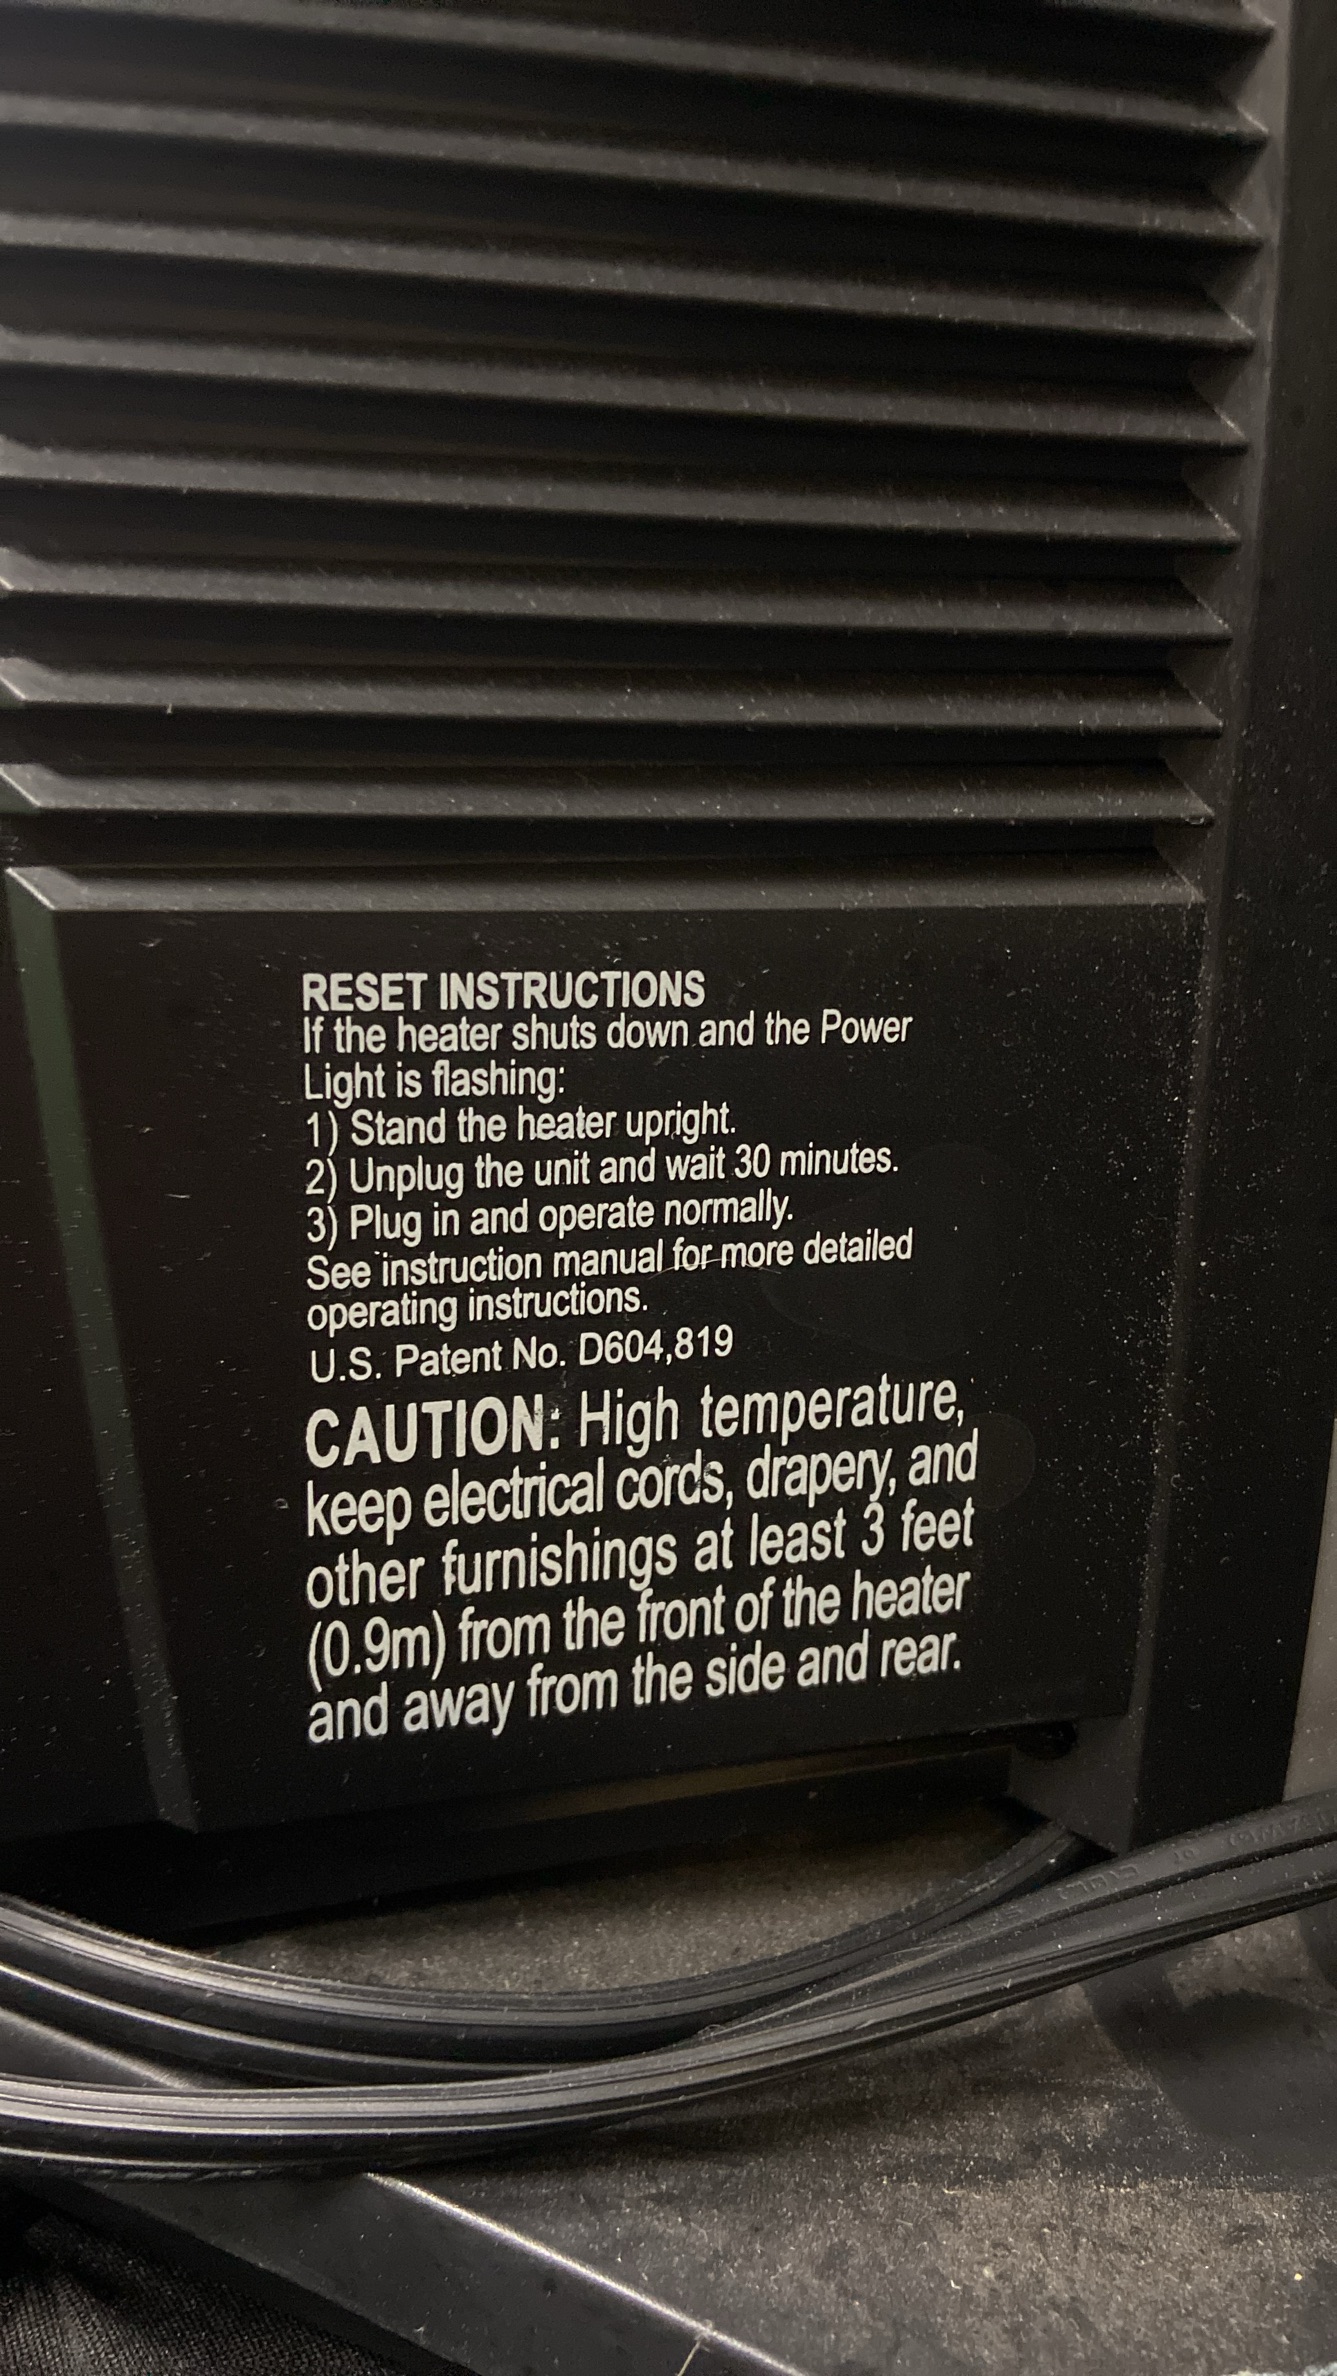 RESET INSTRUCTIONS
If the heater shuts down and the Power
Light is flashing:
1) Stand the heater upright.
2) Unplug the unit and wait 30 minutes.
3) Plug in and operate normally.
See instruction manual for more detailed
operating instructions.
U.S. Patent No. D604,819
CAUTION: High temperature,
keep electrical cords, drapery, and
other furnishings at least 3 feet
(0.9m) from the front of the heater
and away from the side and rear.